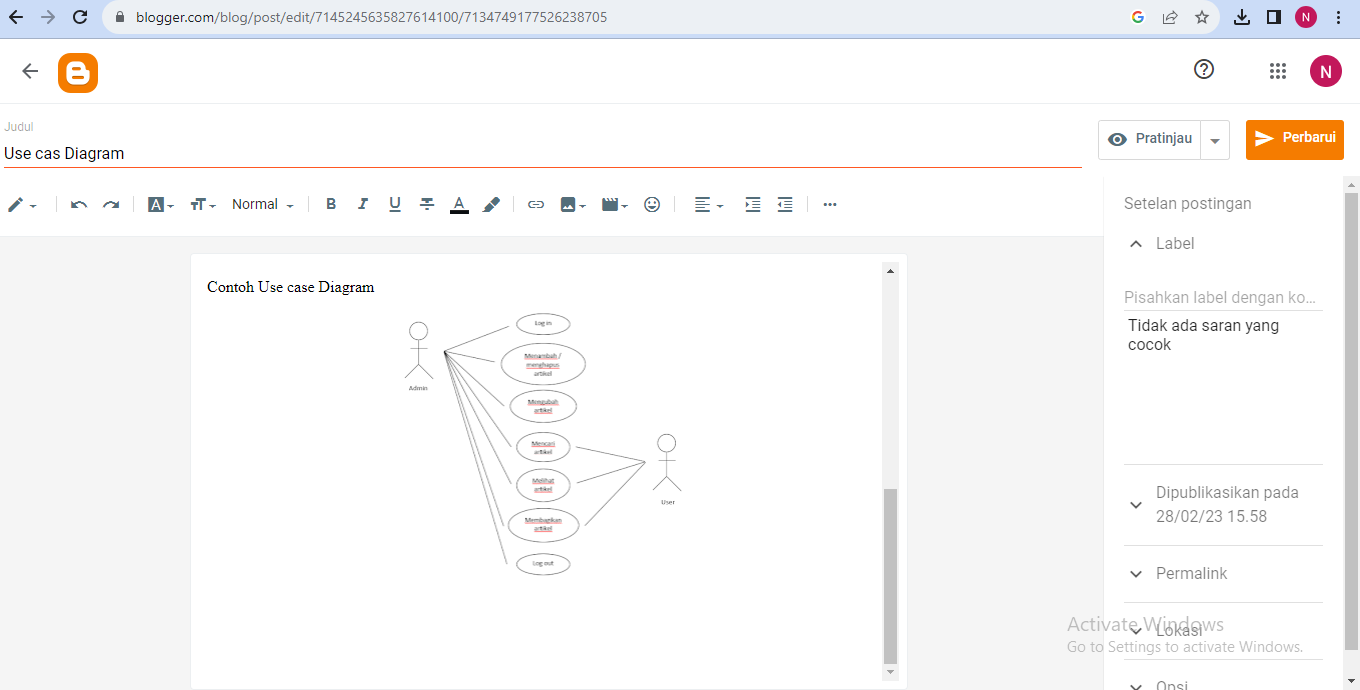 blogger.com/blog/post/edit/7145245635827614100/7134749177526238705
N
N
Judul
Use cas Diagram
Pratinjau
Perbarui
A
Normal
B
I
U
A
Setelan postingan
Label
Pisahkan label dengan ko...
Tidak ada saran yang
cocok
Dipublikasikan pada
28/02/23 15.58
Permalink
Lokasi
Opsi
Contoh Use case Diagram
Admin
Log in
Menambah /
menghapus
artikel
Mengubah
artikel
Mencari
artikel
Melihat
artikel
Membagikan
artikel
Log out
User
Activate Windows
Go to Settings to activate Windows.